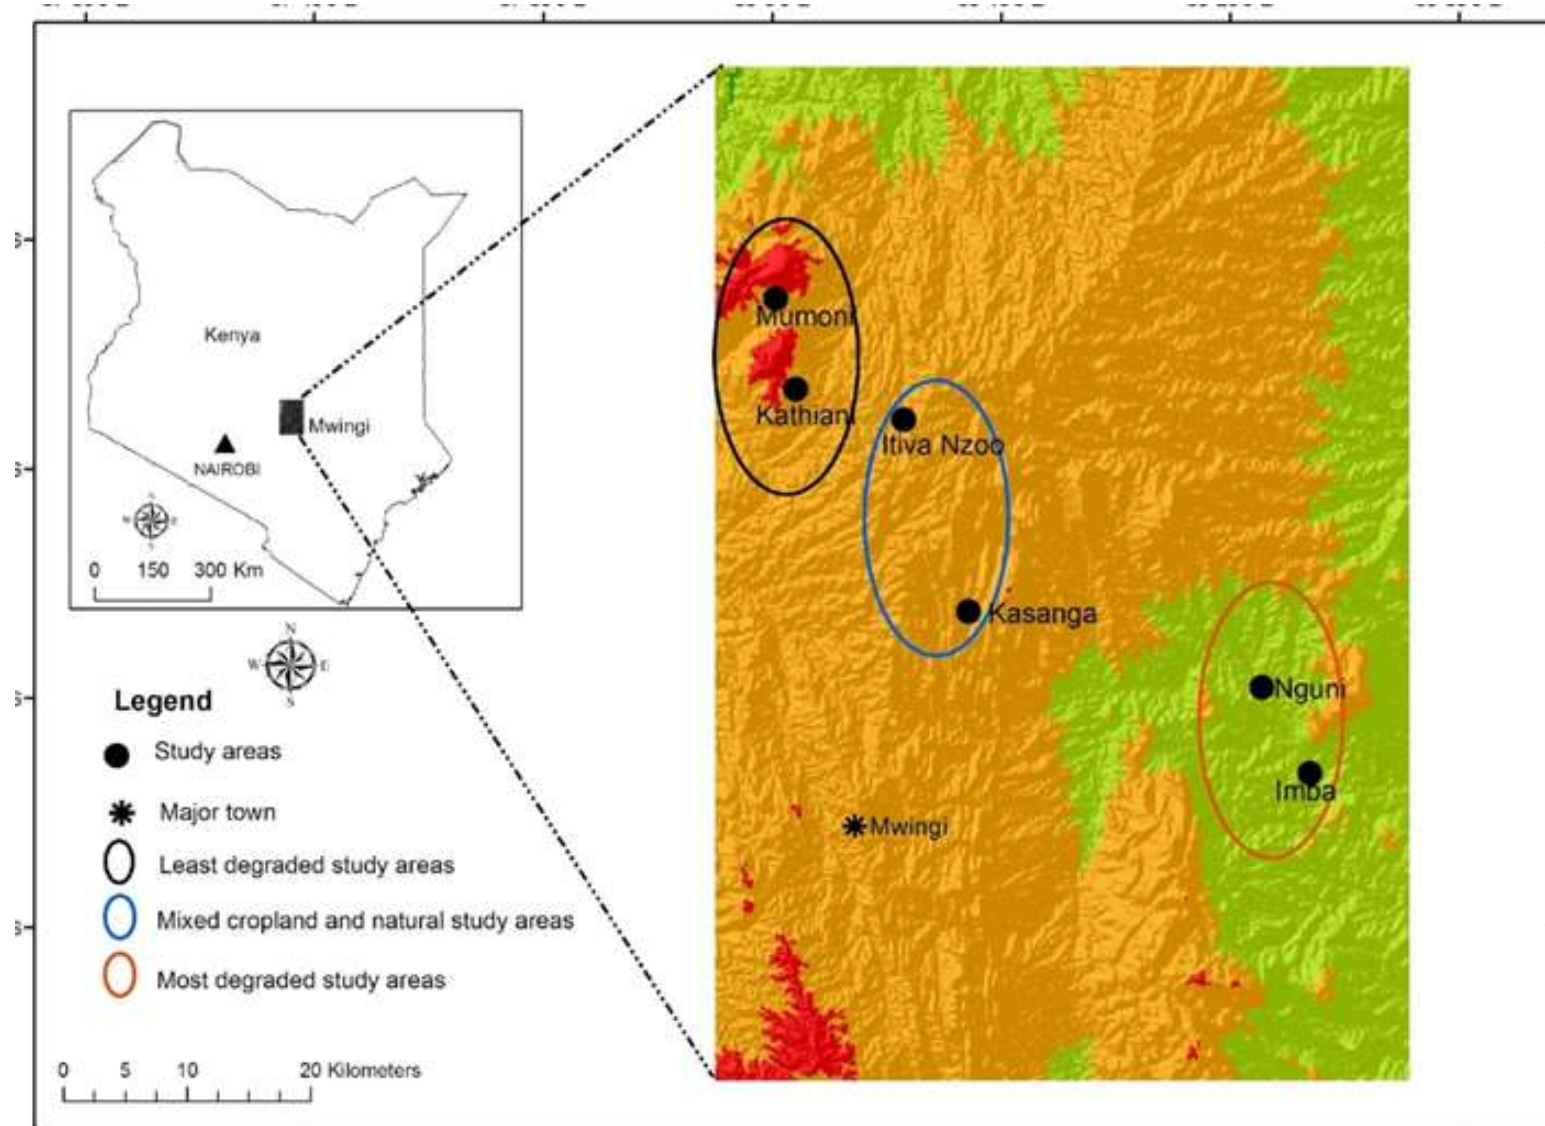 Kenya
Mwingi
NAIROBI
N
W
E
S
0 150 300 Km
N
W
E
S
Legend
Study areas
Major town
Least degraded study areas
Mixed cropland and natural study areas
Most degraded study areas
0 5 10 20 Kilometers
Mumoni
Kathiani
Itiva Nzoo
Kasanga
Nguni
Imba
Mwingi